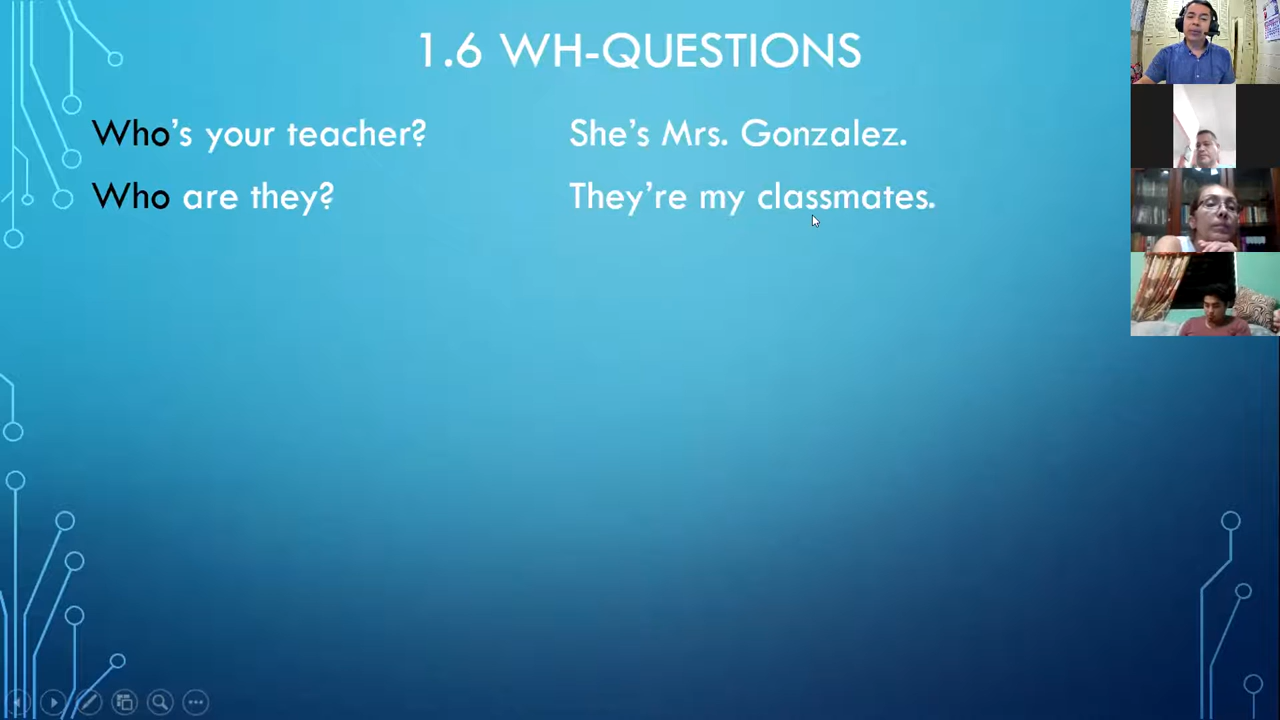 1.6 WH-QUESTIONS
Who's your teacher? She's Mrs. Gonzalez.
Who are they? They're my classmates.